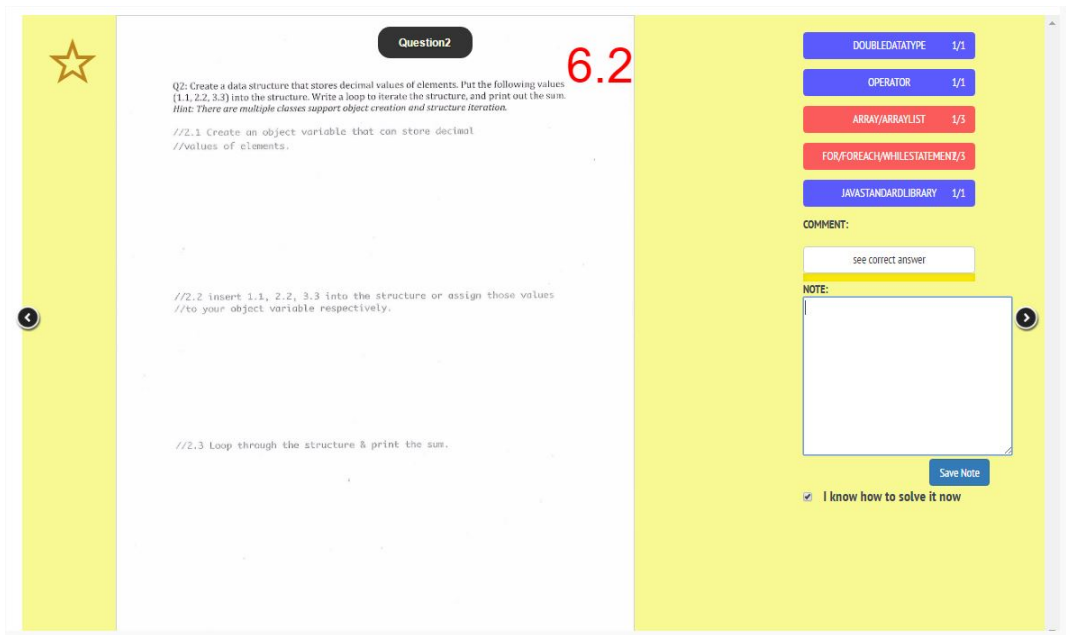 Question2
6.2
Q2: Create a data structure that stores decimal values of elements. Put the following values
(1.1, 2.2, 3.3) into the structure. Write a loop to iterate the structure, and print out the sum.
Hint: There are multiple classes support object creation and structure iteration.
//2.1 Create an object variable that can store decimal
//values of elements.
//2.2 insert 1.1, 2.2, 3.3 into the structure or assign those values
//to your object variable respectively.
//2.3 Loop through the structure & print the sum.
DOUBLEDATATYPE 1/1
OPERATOR 1/1
ARRAY/ARRAYLIST 1/3
FOR/FOREACH/WHILESTATEMENT /3
JAVASTANDARDLIBRARY 1/1
COMMENT:
see correct answer
NOTE:
Save Note
I know how to solve it now